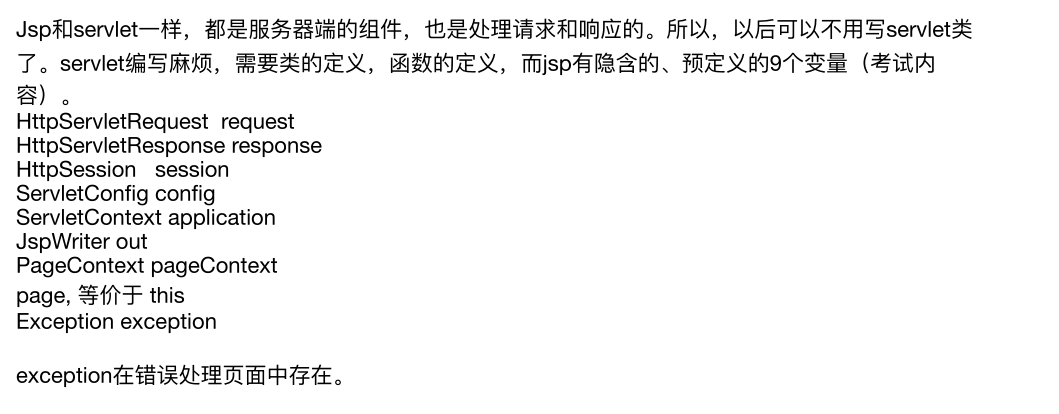 Jsp和servlet一样，都是服务器端的组件，也是处理请求和响应的。所以，以后可以不用写servlet类
了。servlet编写麻烦，需要类的定义，函数的定义，而jsp有隐含的、预定义的9个变量（考试内
容）。
HttpServletRequest  request
HttpServletResponse response
HttpSession   session
ServletConfig config
ServletContext application
JspWriter out
PageContext pageContext
page, 等价于 this
Exception exception
exception在错误处理页面中存在。